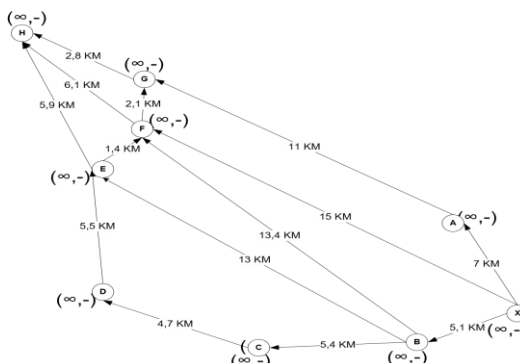 (∞,-)
H
2,8 KM
(∞,-)
G
6,1 KM
5,9 KM
2,1 KM
F
(∞,-)
1,4 KM
11 KM
E
(∞,-)
15 KM
A
(∞,-)
5,5 KM
13,4 KM
13 KM
7 KM
D
(∞,-)
X
5,1 KM
(∞,-)
4,7 KM
5,4 KM
B
(∞,-)
C
(∞,-)